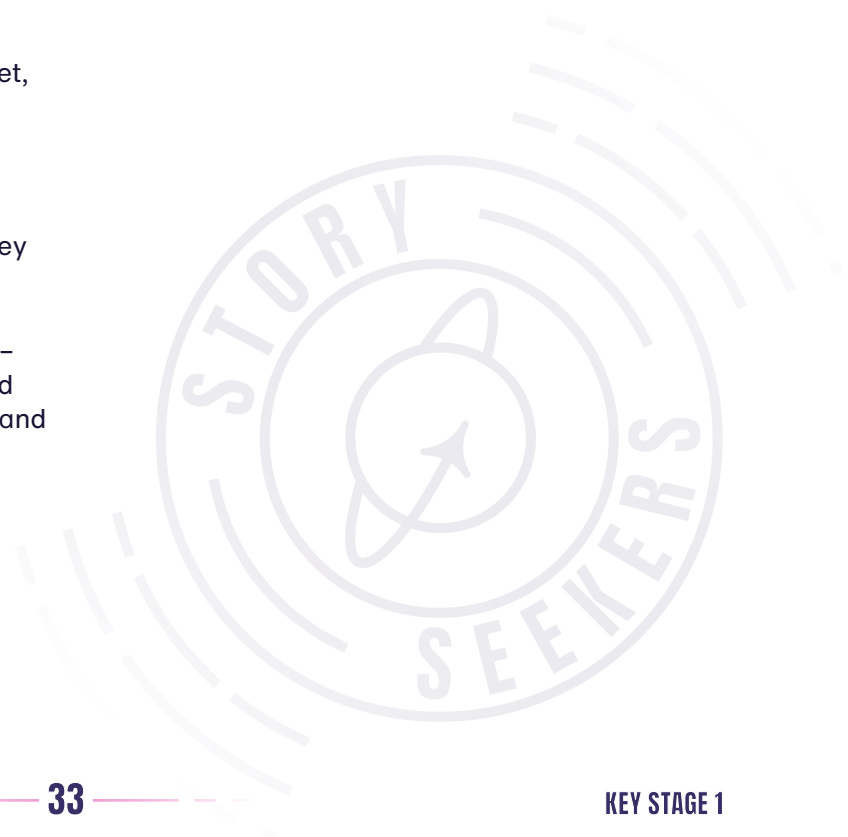 et,
ey
–
d
and
STORY
SEEKERS
33
KEY STAGE 1